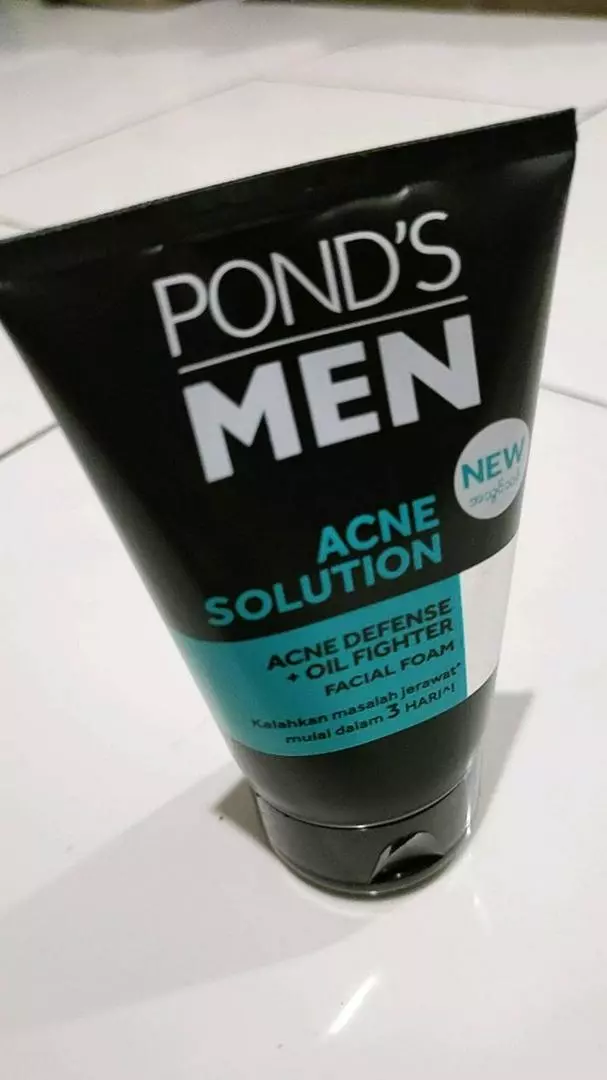 POND'S
MEN
NEW
ACNE
SOLUTION
ACNE DEFENSE
+ OIL FIGHTER
FACIAL FOAM
Kalahkan masalah jerawat*
mulai dalam 3 HARI^!